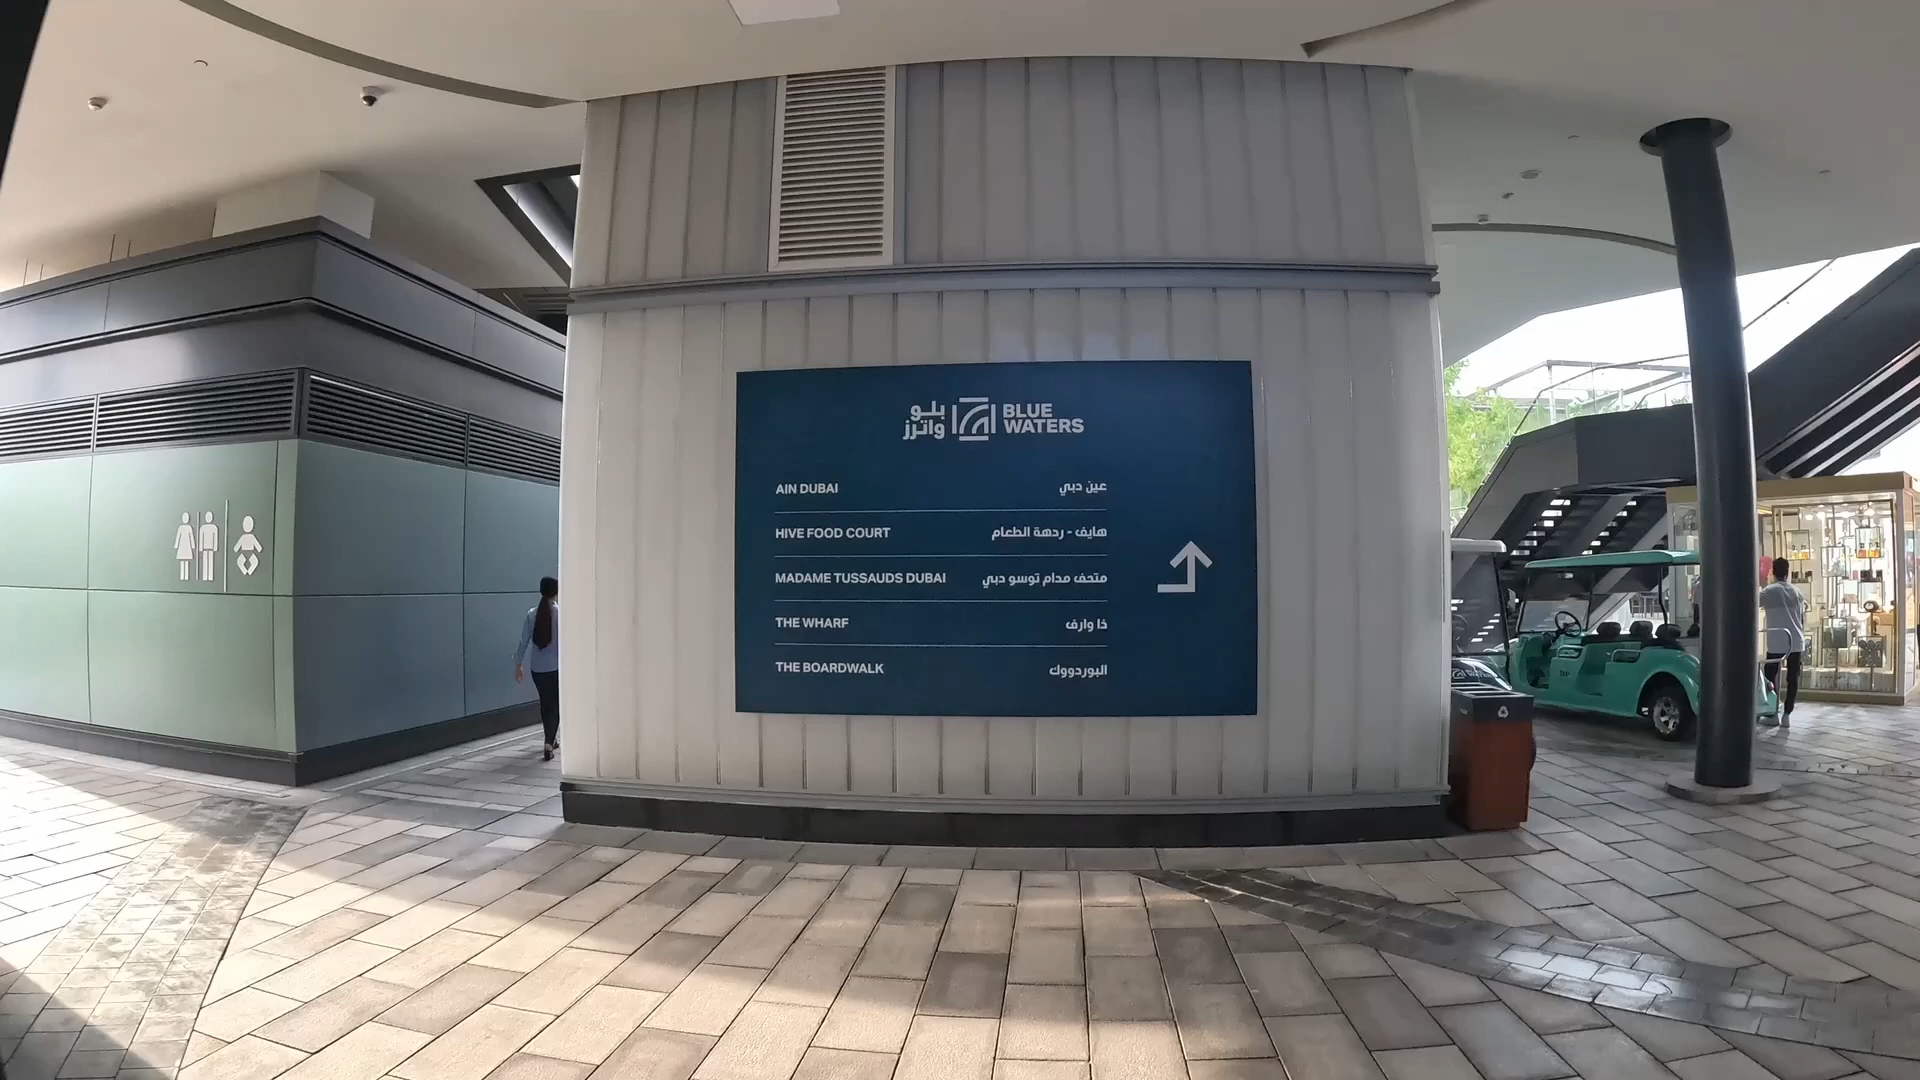 بلو
واترز
BLUE
WATERS
AIN DUBAI عين دبي
HIVE FOOD COURT هايف - ردهة الطعام
MADAME TUSSAUDS DUBAI متحف مدام توسو دبي
THE WHARF ذا وارف
THE BOARDWALK البوردووك